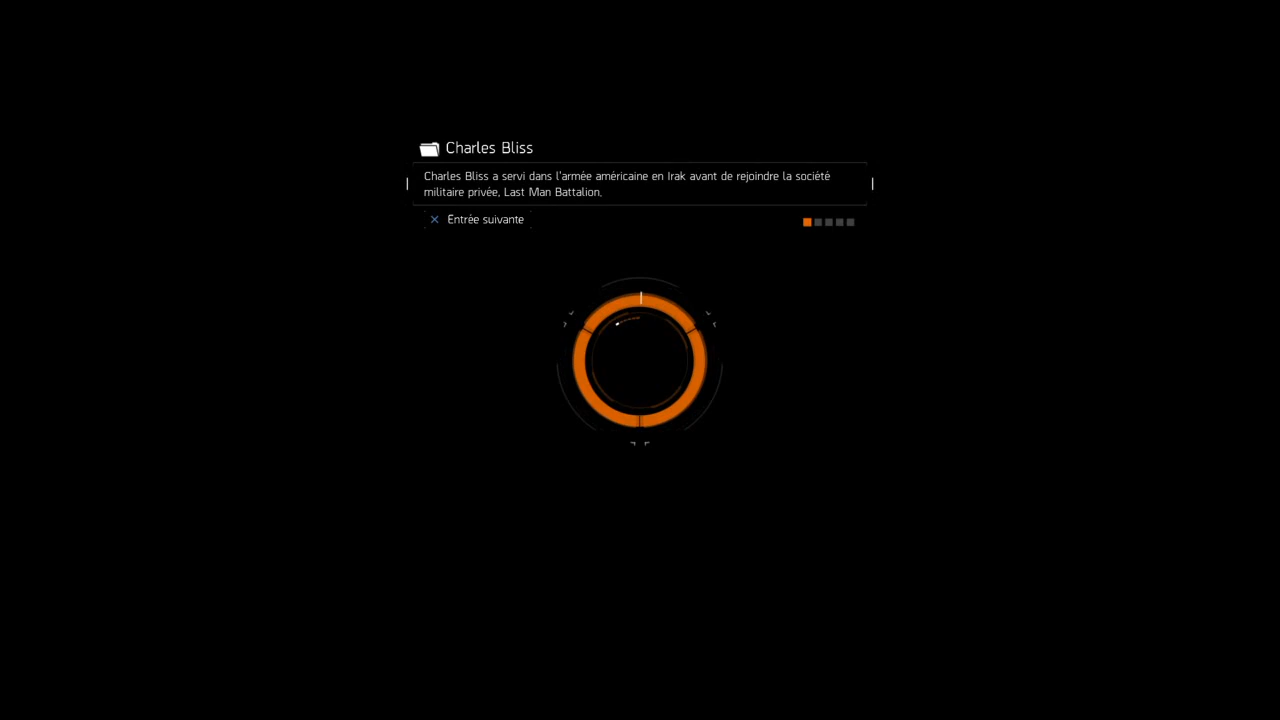 Charles Bliss
Charles Bliss a servi dans l'armée américaine en Irak avant de rejoindre la société
militaire privée, Last Man Battalion.
Entrée suivante